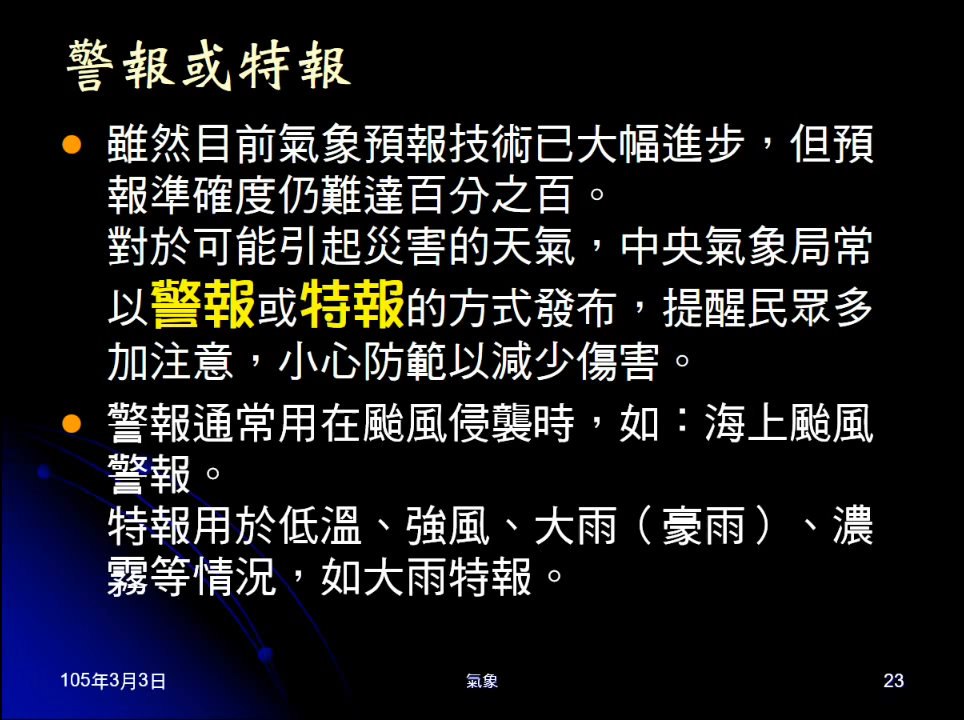 警報或特報
雖然目前氣象預報技術已大幅進步，但預
報準確度仍難達百分之百。
對於可能引起災害的天氣，中央氣象局常
以警報或特報的方式發布，提醒民眾多
加注意，小心防範以減少傷害。
警報通常用在颱風侵襲時，如：海上颱風
警報。
特報用於低溫、強風、大雨（豪雨）、濃
霧等情況，如大雨特報。
105年3月3日
氣象
23